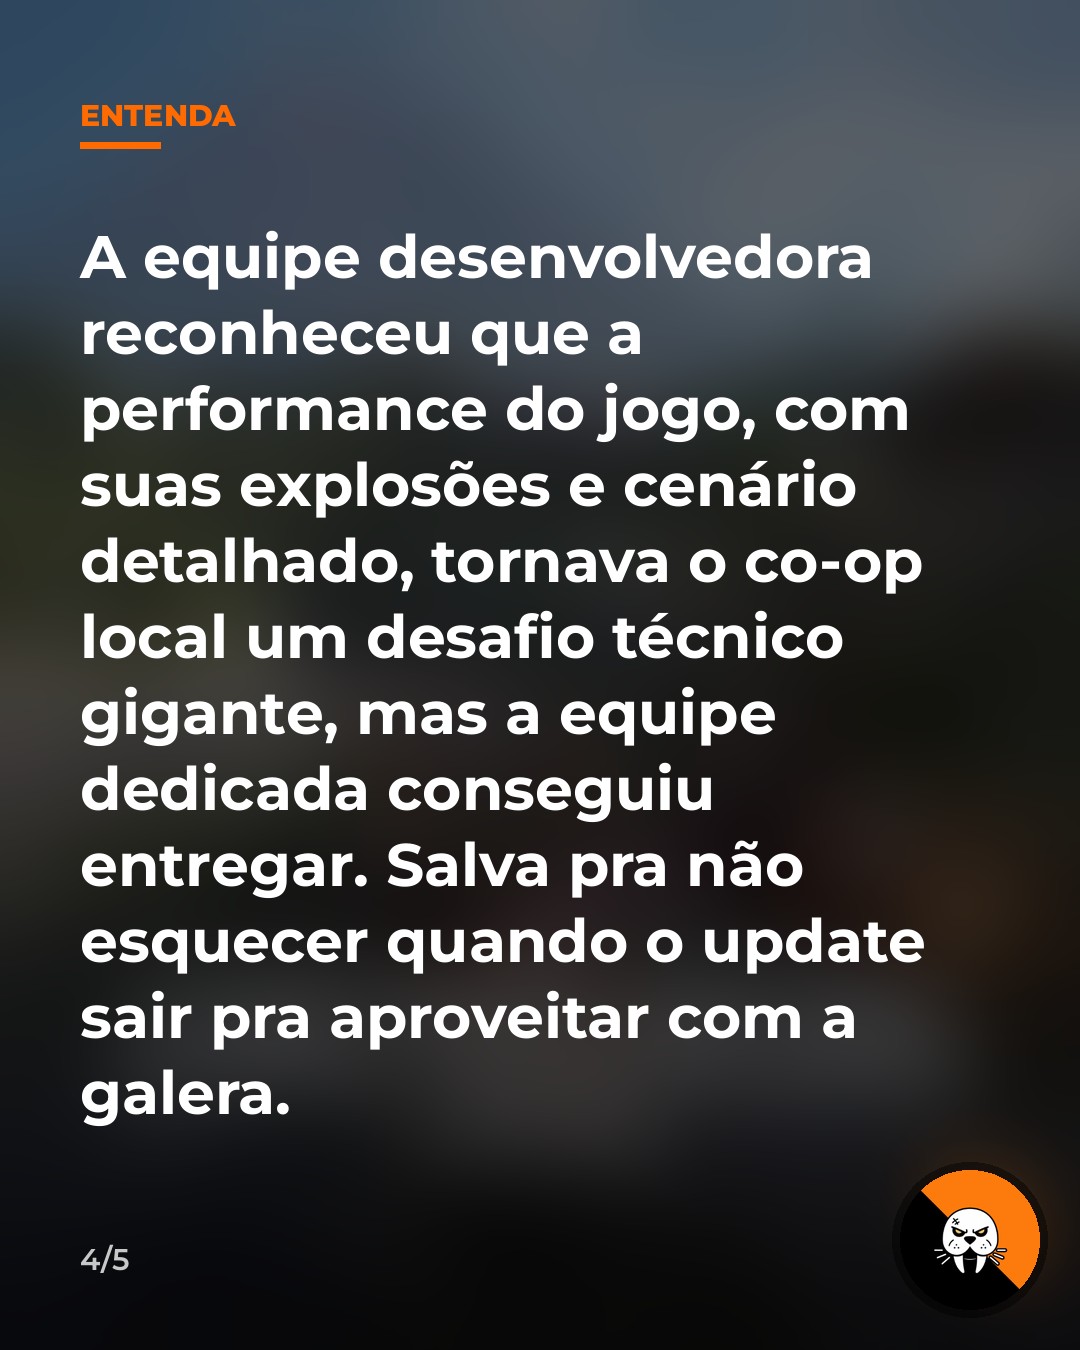 ENTENDA
A equipe desenvolvedora
reconheceu que a
performance do jogo, com
suas explosões e cenário
detalhado, tornava o co-op
local um desafio técnico
gigante, mas a equipe
dedicada conseguiu
entregar. Salva pra não
esquecer quando o update
sair pra aproveitar com a
galera.
4/5